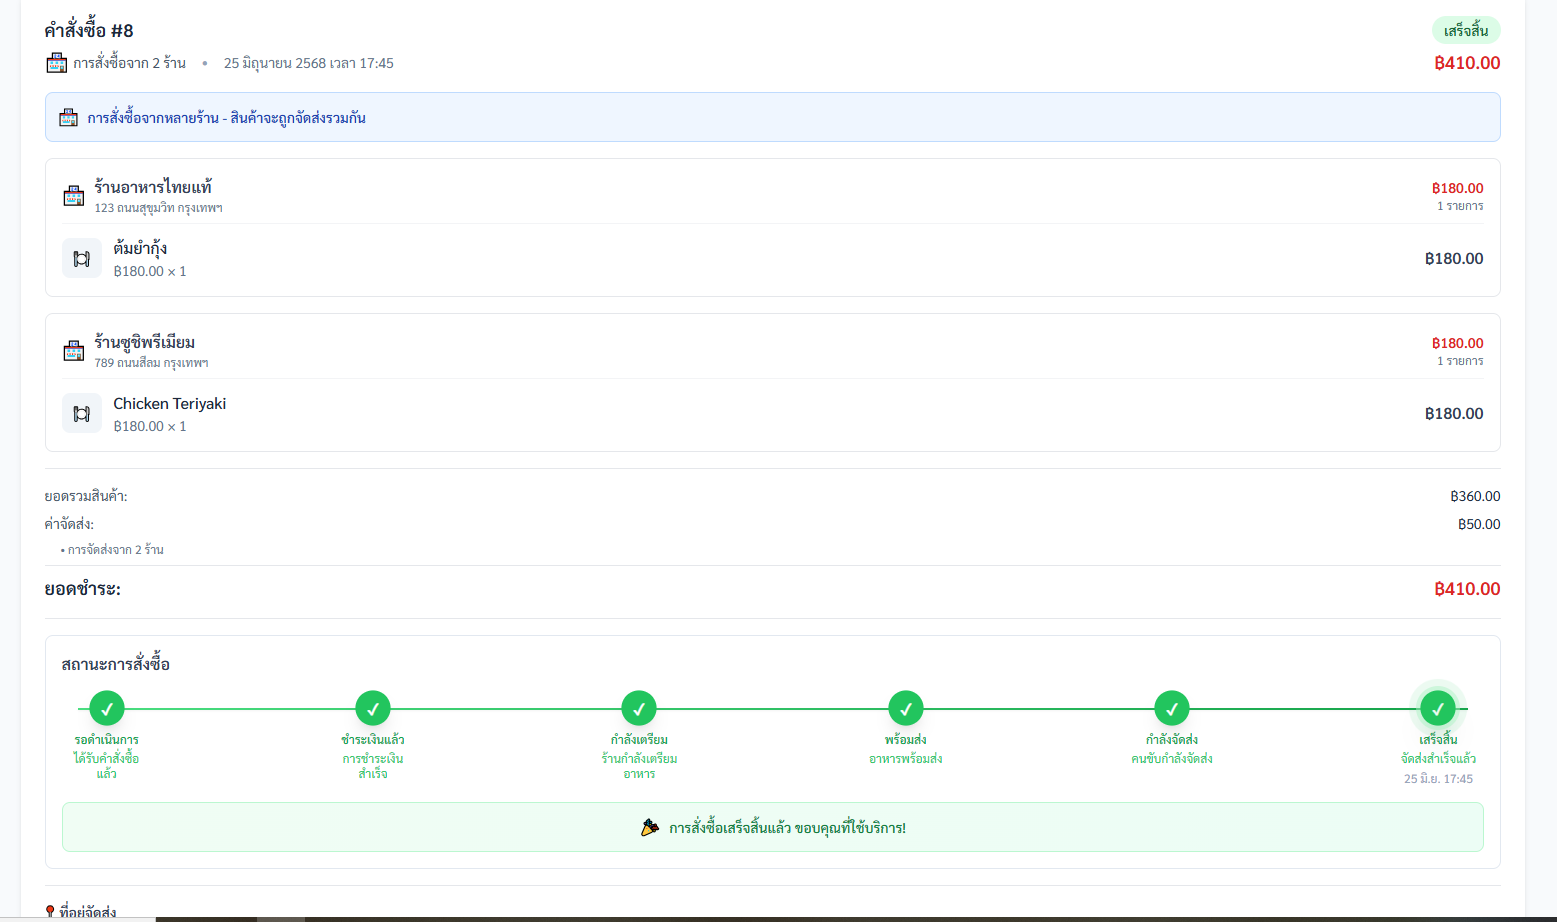 คำสั่งซื้อ #8
เสร็จสิ้น
การสั่งซื้อจาก 2 ร้าน • 25 มิถุนายน 2568 เวลา 17:45
฿410.00
การสั่งซื้อจากหลายร้าน - สินค้าจะถูกจัดส่งรวมกัน
ร้านอาหารไทยแท้
฿180.00
123 ถนนสุขุมวิท กรุงเทพฯ
1 รายการ
ต้มยำกุ้ง
฿180.00 × 1
฿180.00
ร้านซูชิพรีเมียม
฿180.00
789 ถนนสีลม กรุงเทพฯ
1 รายการ
Chicken Teriyaki
฿180.00 × 1
฿180.00
ยอดรวมสินค้า:
฿360.00
ค่าจัดส่ง:
฿50.00
• การจัดส่งจาก 2 ร้าน
ยอดชำระ:
฿410.00
สถานะการสั่งซื้อ
รอดำเนินการ
ได้รับคำสั่งซื้อ
แล้ว
ชำระเงินแล้ว
การชำระเงิน
สำเร็จ
กำลังเตรียม
ร้านกำลังเตรียม
อาหาร
พร้อมส่ง
อาหารพร้อมส่ง
กำลังจัดส่ง
คนขับกำลังจัดส่ง
เสร็จสิ้น
จัดส่งสำเร็จแล้ว
25 มิ.ย. 17:45
การสั่งซื้อเสร็จสิ้นแล้ว ขอบคุณที่ใช้บริการ!
ที่อยู่จัดส่ง